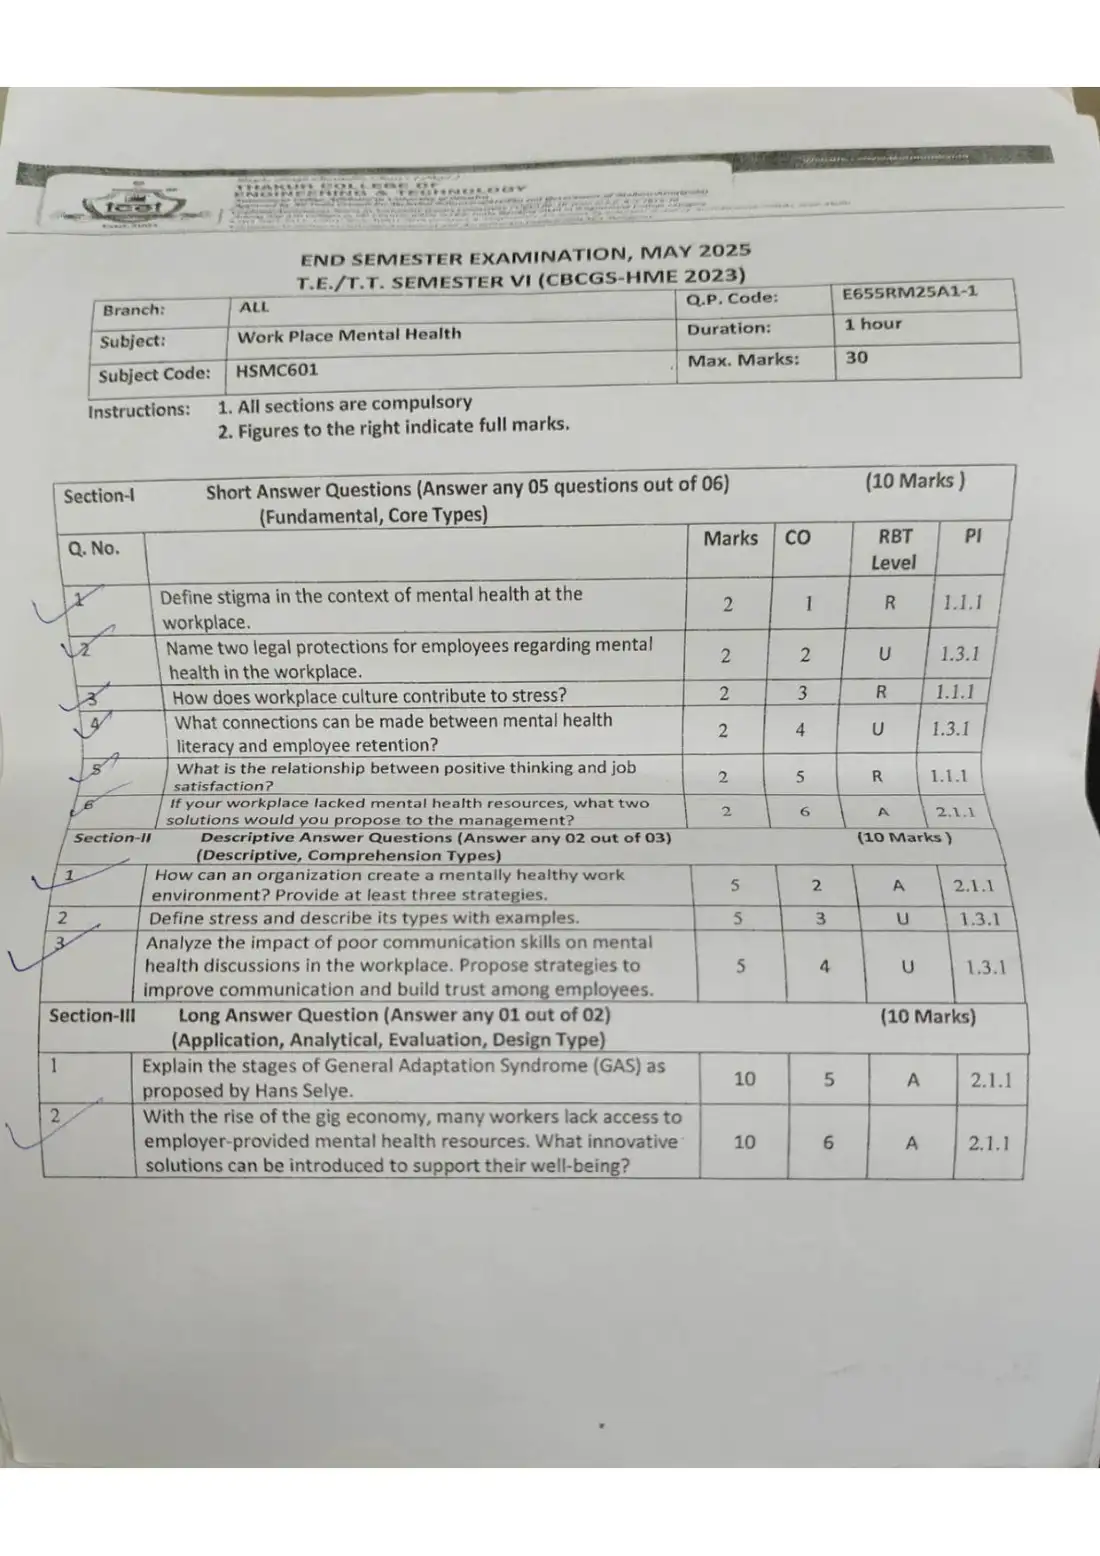 tcet
THAKUR COLLEGE OF
ENGINEERING & TECHNOLOGY
END SEMESTER EXAMINATION, MAY 2025
T.E./T.T. SEMESTER VI (CBCGS-HME 2023)
Branch: ALL Q.P. Code: E655RM25A1-1
Subject: Work Place Mental Health Duration: 1 hour
Subject Code: HSMC601 Max. Marks: 30
Instructions: 1. All sections are compulsory
2. Figures to the right indicate full marks.
Section-I Short Answer Questions (Answer any 05 questions out of 06) (10 Marks )
(Fundamental, Core Types)
Q. No. Marks CO RBT Level PI
1 Define stigma in the context of mental health at the
workplace. 2 1 R 1.1.1
2 Name two legal protections for employees regarding mental
health in the workplace. 2 2 U 1.3.1
3 How does workplace culture contribute to stress? 2 3 R 1.1.1
4 What connections can be made between mental health
literacy and employee retention? 2 4 U 1.3.1
5 What is the relationship between positive thinking and job
satisfaction? 2 5 R 1.1.1
6 If your workplace lacked mental health resources, what two
solutions would you propose to the management? 2 6 A 2.1.1
Section-II Descriptive Answer Questions (Answer any 02 out of 03) (10 Marks )
(Descriptive, Comprehension Types)
1 How can an organization create a mentally healthy work
environment? Provide at least three strategies. 5 2 A 2.1.1
2 Define stress and describe its types with examples. 5 3 U 1.3.1
3 Analyze the impact of poor communication skills on mental
health discussions in the workplace. Propose strategies to
improve communication and build trust among employees. 5 4 U 1.3.1
Section-III Long Answer Question (Answer any 01 out of 02) (10 Marks)
(Application, Analytical, Evaluation, Design Type)
1 Explain the stages of General Adaptation Syndrome (GAS) as
proposed by Hans Selye. 10 5 A 2.1.1
2 With the rise of the gig economy, many workers lack access to
employer-provided mental health resources. What innovative
solutions can be introduced to support their well-being? 10 6 A 2.1.1